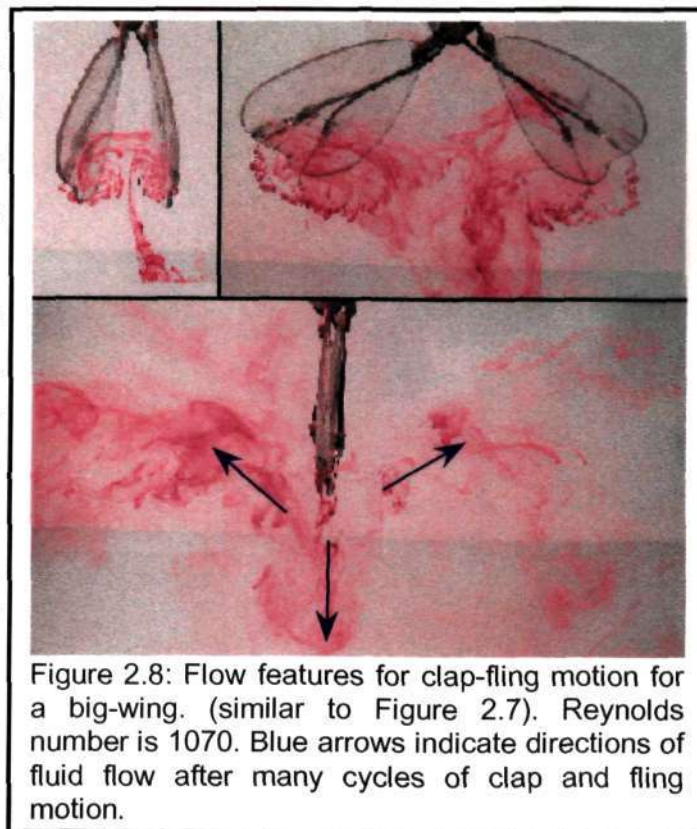 Figure 2.8: Flow features for clap-fling motion for
a big-wing. (similar to Figure 2.7). Reynolds
number is 1070. Blue arrows indicate directions of
fluid flow after many cycles of clap and fling
motion.